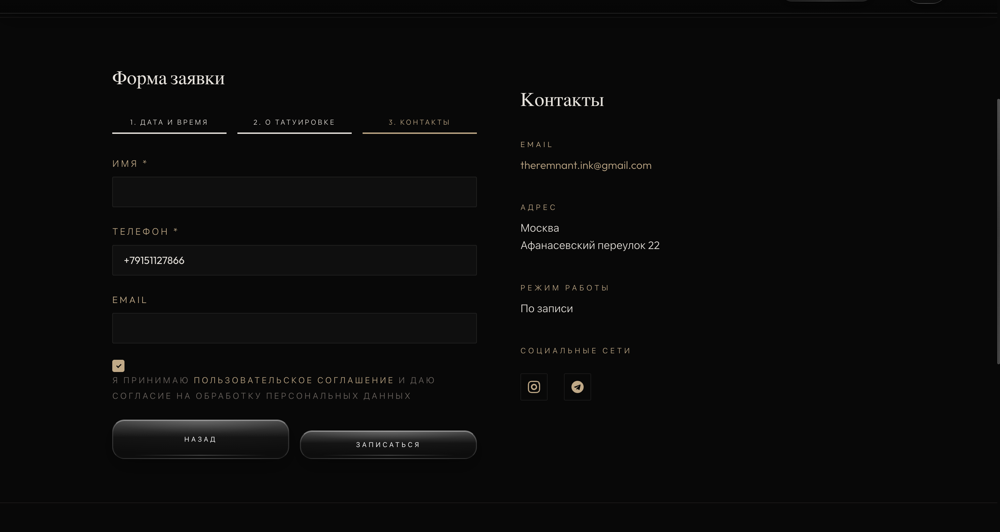 Форма заявки
1. ДАТА И ВРЕМЯ
2. О ТАТУИРОВКЕ
3. КОНТАКТЫ
ИМЯ *
ТЕЛЕФОН *
+79151127866
EMAIL
Я ПРИНИМАЮ ПОЛЬЗОВАТЕЛЬСКОЕ СОГЛАШЕНИЕ И ДАЮ
СОГЛАСИЕ НА ОБРАБОТКУ ПЕРСОНАЛЬНЫХ ДАННЫХ
НАЗАД
ЗАПИСАТЬСЯ
Контакты
EMAIL
theremnant.ink@gmail.com
АДРЕС
Москва
Афанасевский переулок 22
РЕЖИМ РАБОТЫ
По записи
СОЦИАЛЬНЫЕ СЕТИ